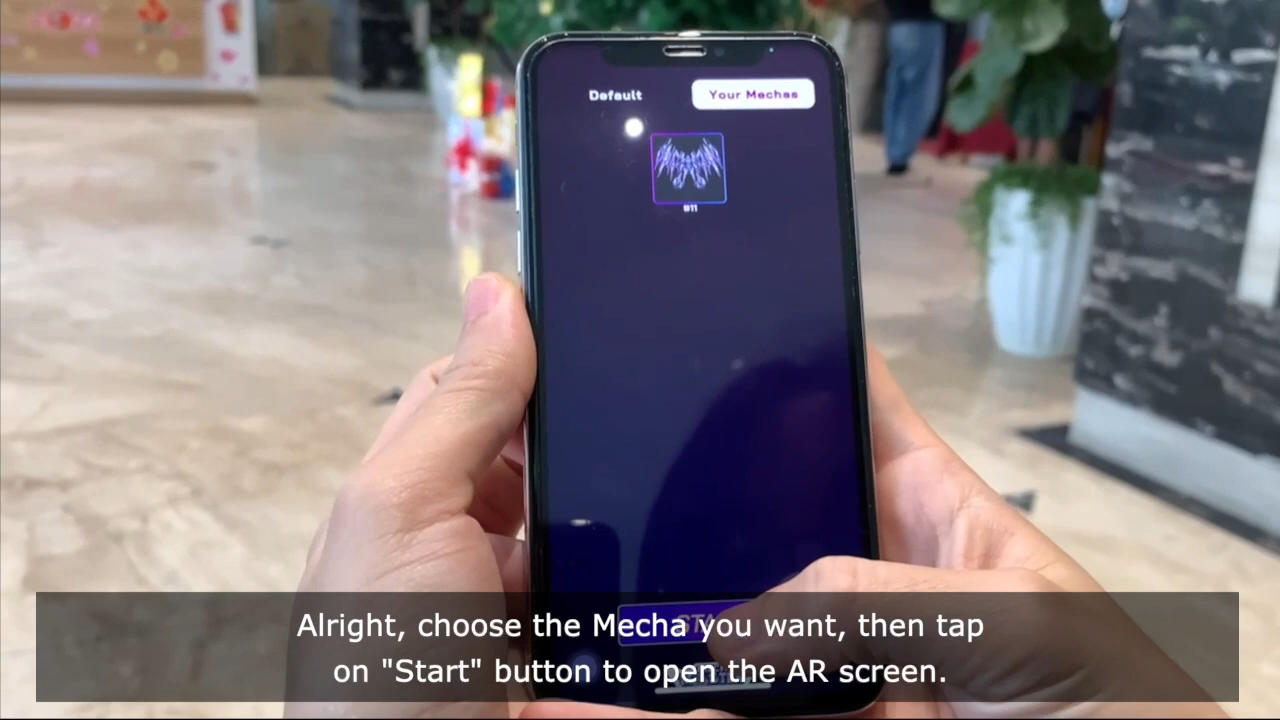 Default
Your Mechas
#11
Alright, choose the Mecha you want, then tap
on "Start" button to open the AR screen.